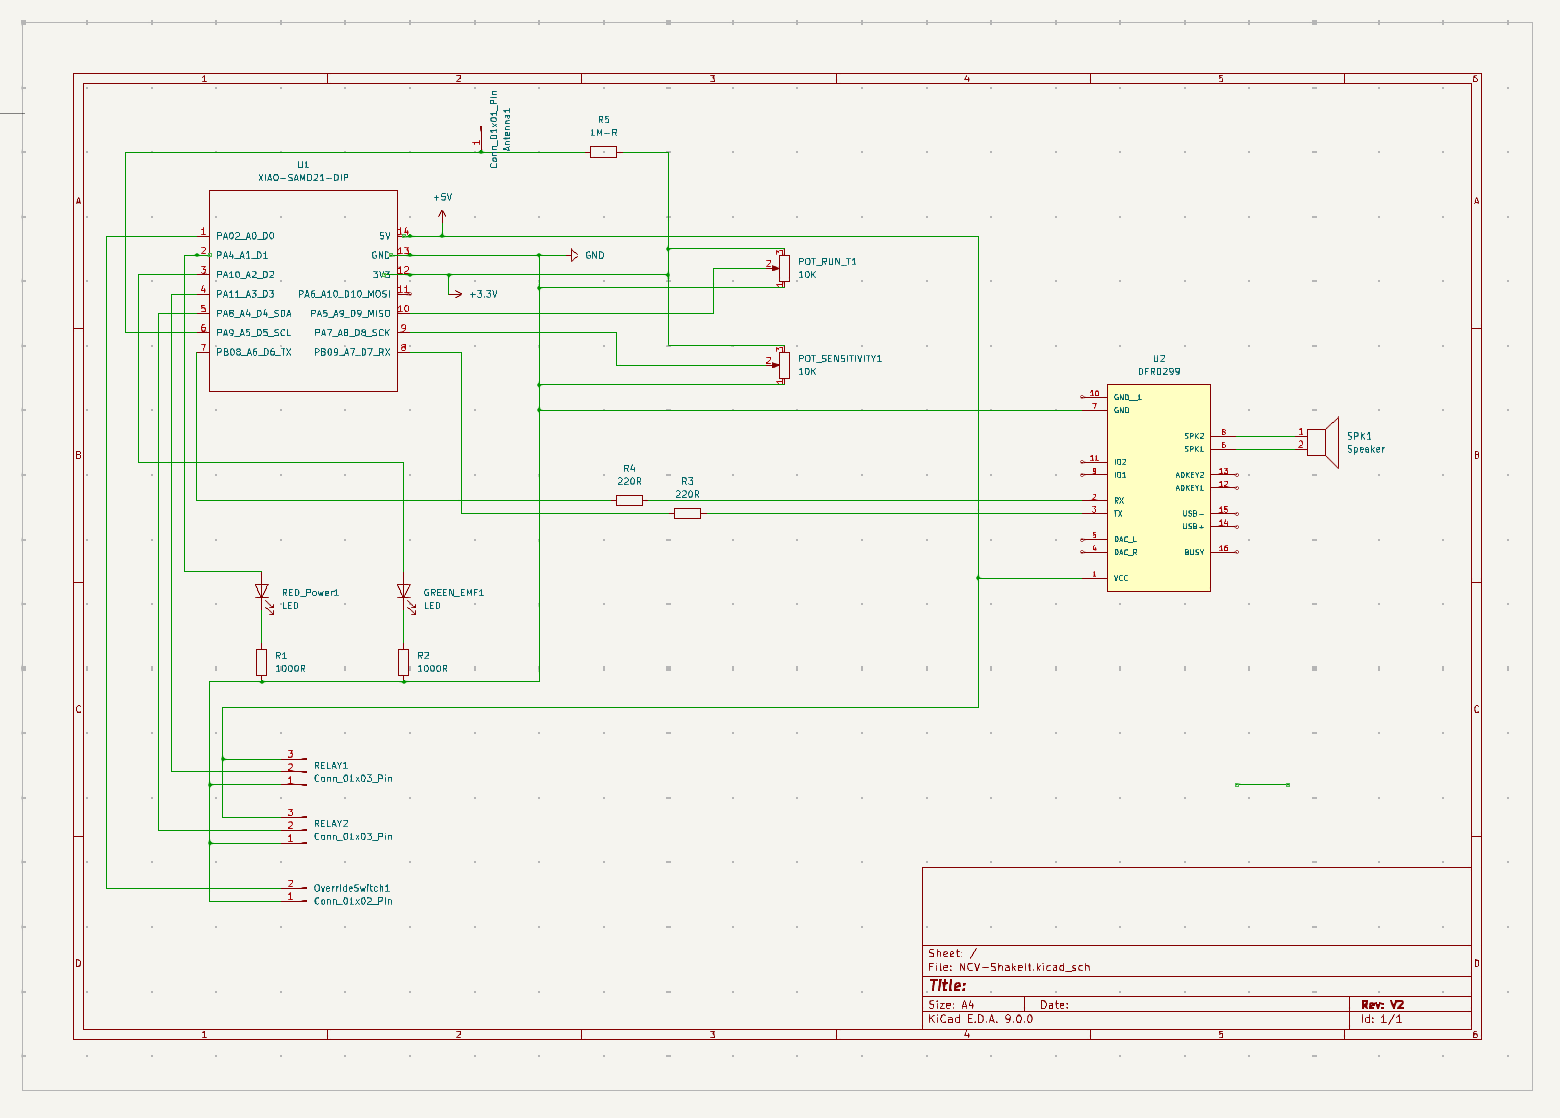 1 2 3 4 5 6
A
B
C
D
A
B
C
D
Conn_01x01_Pin
Antenna1
1
R5
1M-R
U1
XIAO-SAMD21-DIP
1 PA02_A0_D0
2 PA4_A1_D1
3 PA10_A2_D2
4 PA11_A3_D3
5 PA8_A4_D4_SDA
6 PA9_A5_D5_SCL
7 PB08_A6_D6_TX
5V 14
GND 13
3V3 12
PA6_A10_D10_MOSI 11
PA5_A9_D9_MISO 10
PA7_A8_D8_SCK 9
PB09_A7_D7_RX 8
+5V
GND
+3.3V
3
2
1
POT_RUN_T1
10K
3
2
1
POT_SENSITIVITY1
10K
U2
DFR0299
10 GND__1
7 GND
11 IO2
9 IO1
2 RX
3 TX
5 DAC_L
4 DAC_R
1 VCC
SPK2 8
SPK1 6
ADKEY2 13
ADKEY1 12
USB- 15
USB+ 14
BUSY 16
1
2
SPK1
Speaker
R4
220R
R3
220R
RED_Power1
LED
GREEN_EMF1
LED
R1
1000R
R2
1000R
3
2
1
RELAY1
Conn_01x03_Pin
3
2
1
RELAY2
Conn_01x03_Pin
2
1
OverrideSwitch1
Conn_01x02_Pin
Sheet: /
File: NCV-ShakeIt.kicad_sch
Title:
Size: A4 Date: Rev: V2
KiCad E.D.A. 9.0.0 Id: 1/1
1 2 3 4 5 6